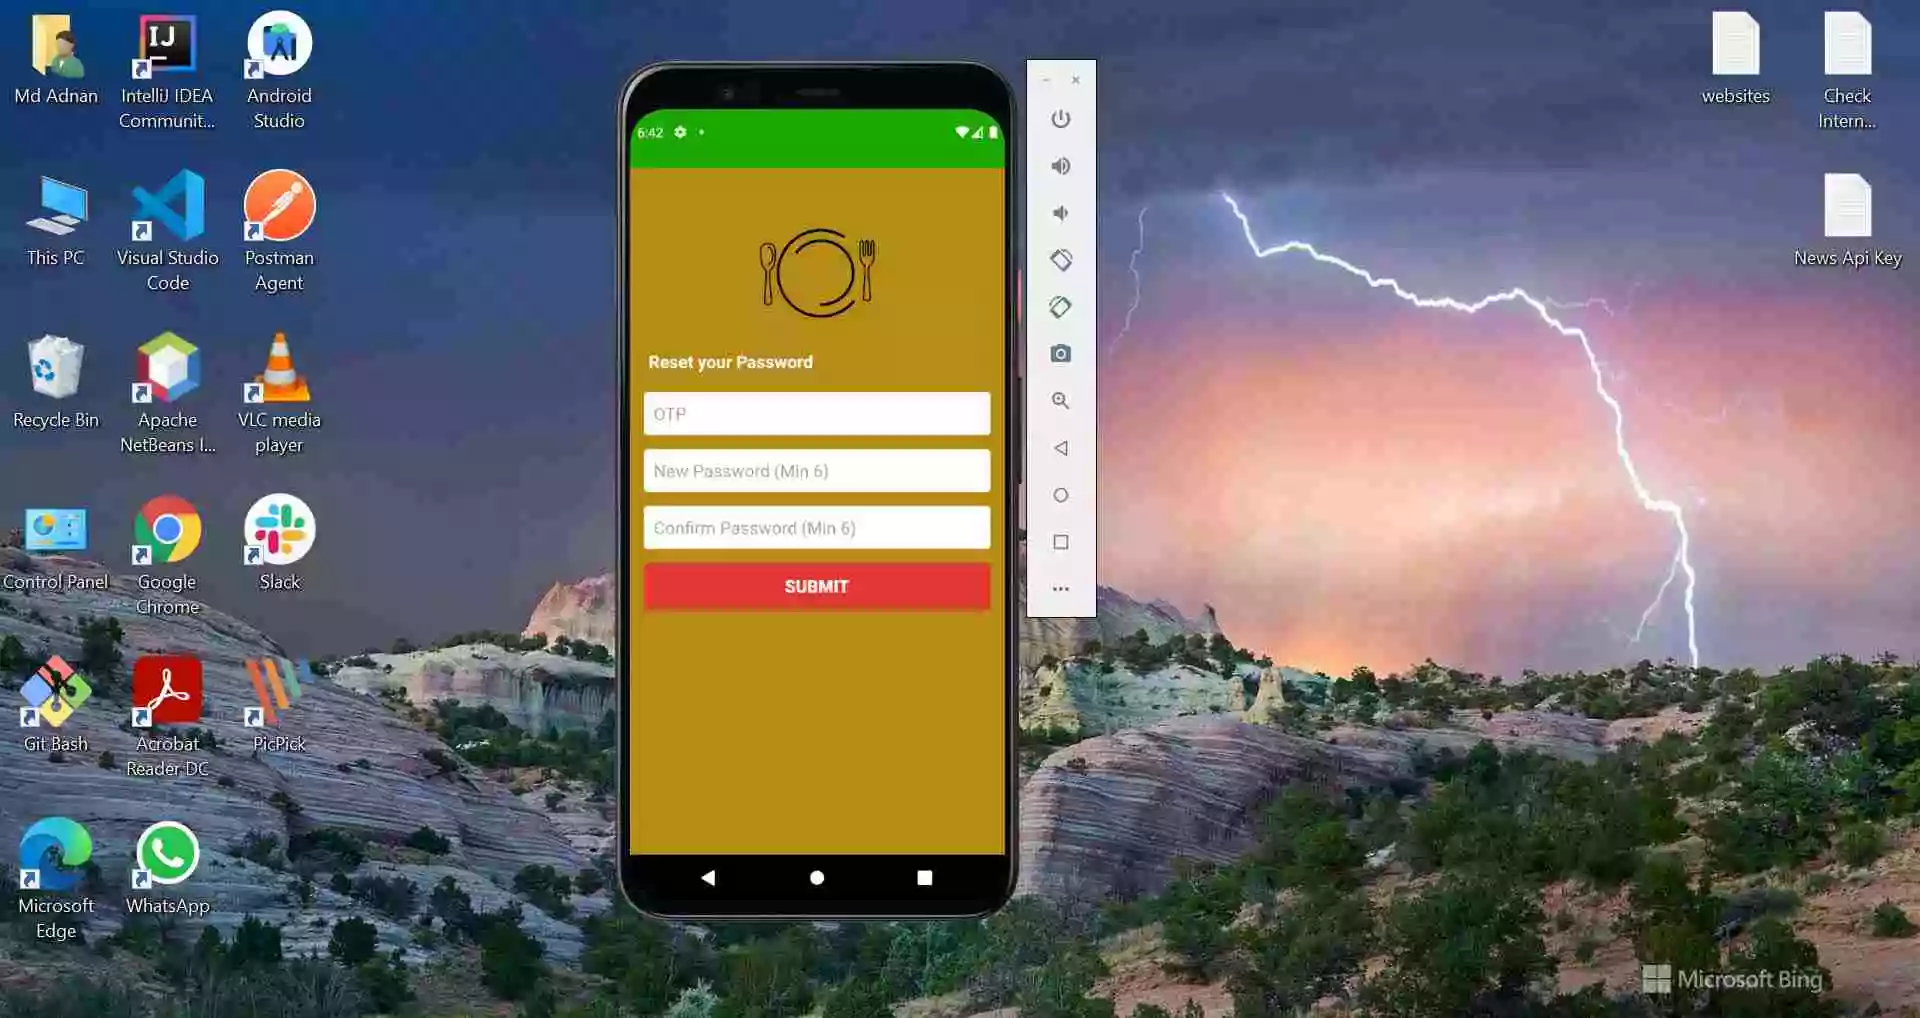 Md Adnan
IntelliJ IDEA
Communit...
Android
Studio
This PC
Visual Studio
Code
Postman
Agent
Recycle Bin
Apache
NetBeans I...
VLC media
player
Control Panel
Google
Chrome
Slack
Git Bash
Acrobat
Reader DC
PicPick
Microsoft
Edge
WhatsApp
IJ
6:42
Reset your Password
OTP
New Password (Min 6)
Confirm Password (Min 6)
SUBMIT
websites
Check
Intern...
News Api Key
Microsoft Bing